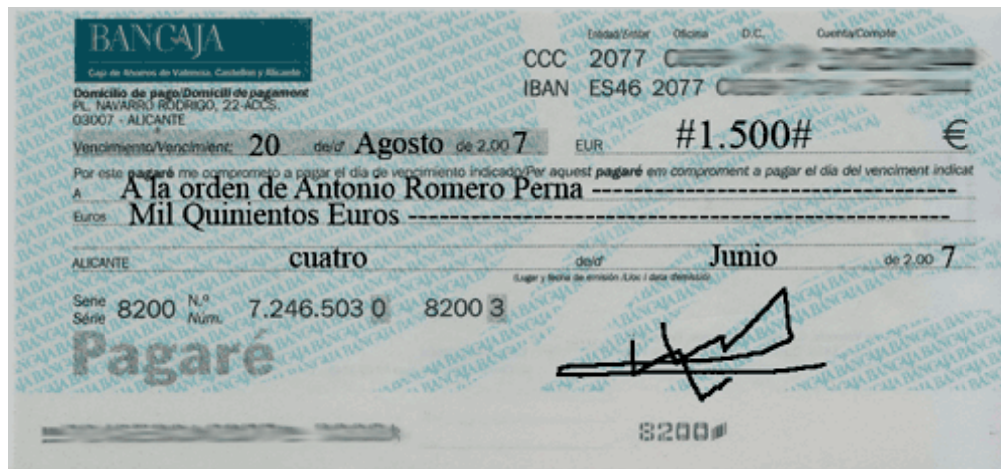 BANCAJA
Caja de Ahorros de Valencia, Castellon y Alicante
Entidad/Entitat Oficina D.C. Cuenta/Compte
CCC 2077
IBAN ES46 2077
Domicilio de pago/Domicili de pagament
PL. NAVARRO RODRIGO, 22-ACCS.
03007 - ALICANTE
Vencimiento/Venciment: 20 de/d' Agosto de 2.00 7 EUR #1.500# €
Por este pagaré me comprometo a pagar el día de vencimiento indicado/Per aquest pagaré em compromet a pagar el dia del venciment indicat
A A la orden de Antonio Romero Perna
Euros Mil Quinientos Euros
ALICANTE cuatro de/d' Junio de 2.00 7
(Lugar y fecha de emisión /Lloc i data d'emissió)
Serie 8200 N.º 7.246.503 0 8200 3
Sèrie Núm.
Pagaré
8200